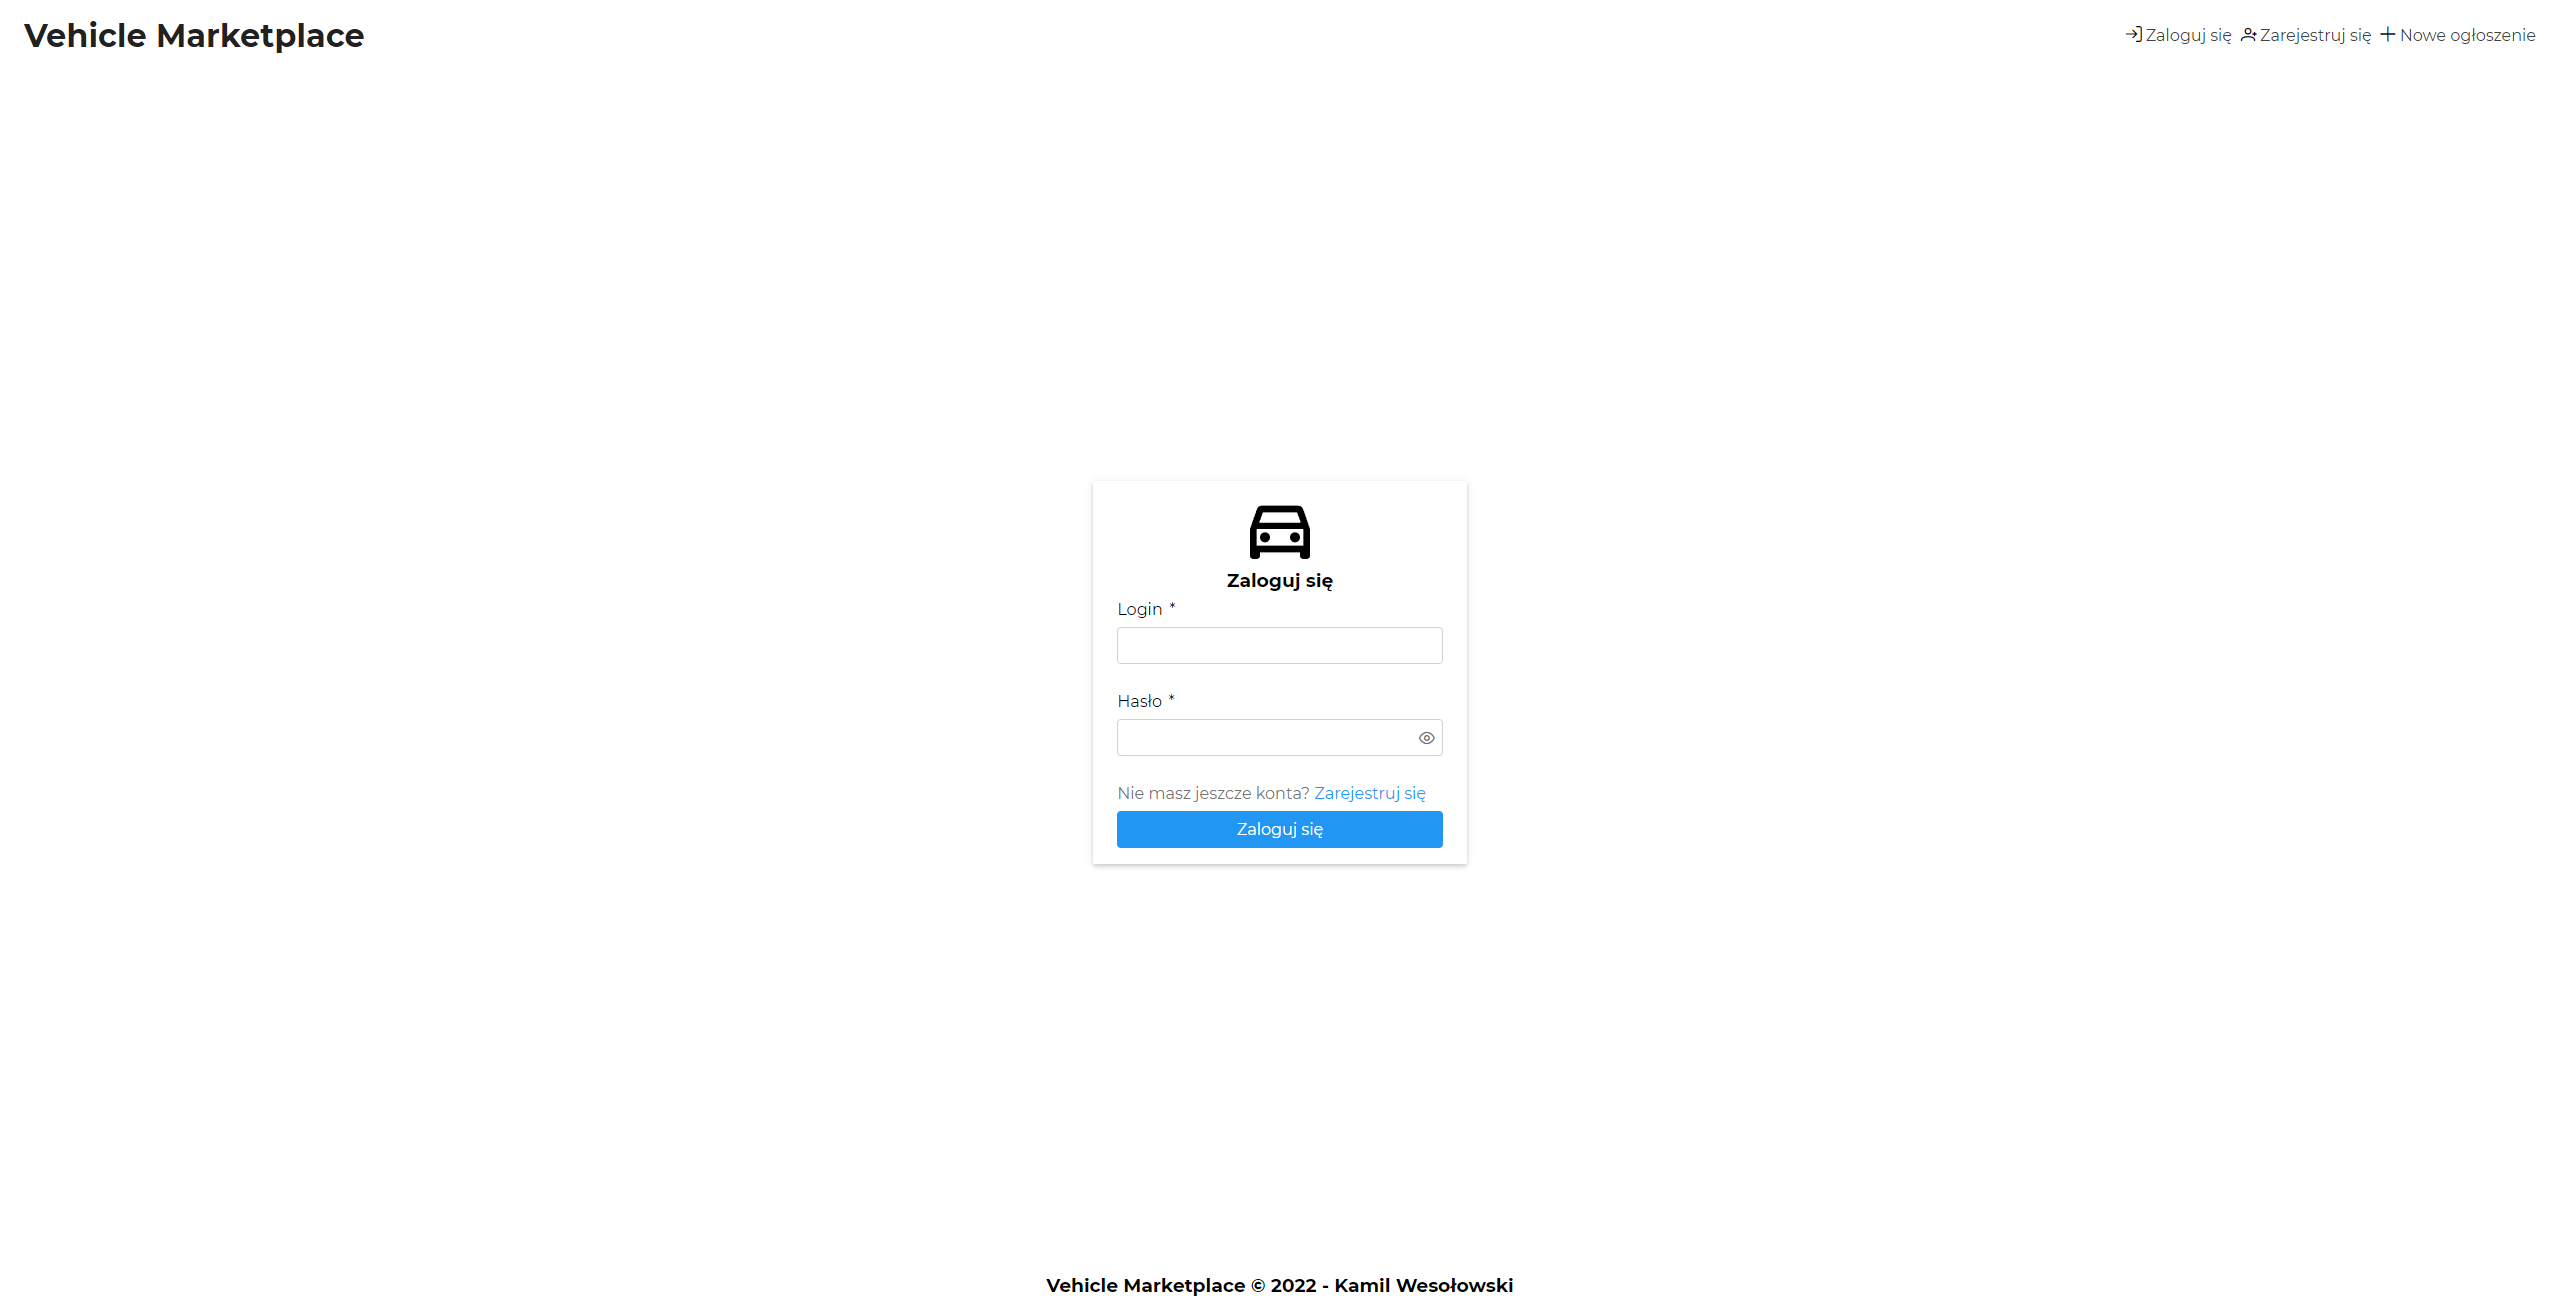 Vehicle Marketplace
Zaloguj się Zarejestruj się Nowe ogłoszenie
Zaloguj się
Login *
Hasło *
Nie masz jeszcze konta? Zarejestruj się
Zaloguj się
Vehicle Marketplace © 2022 - Kamil Wesołowski